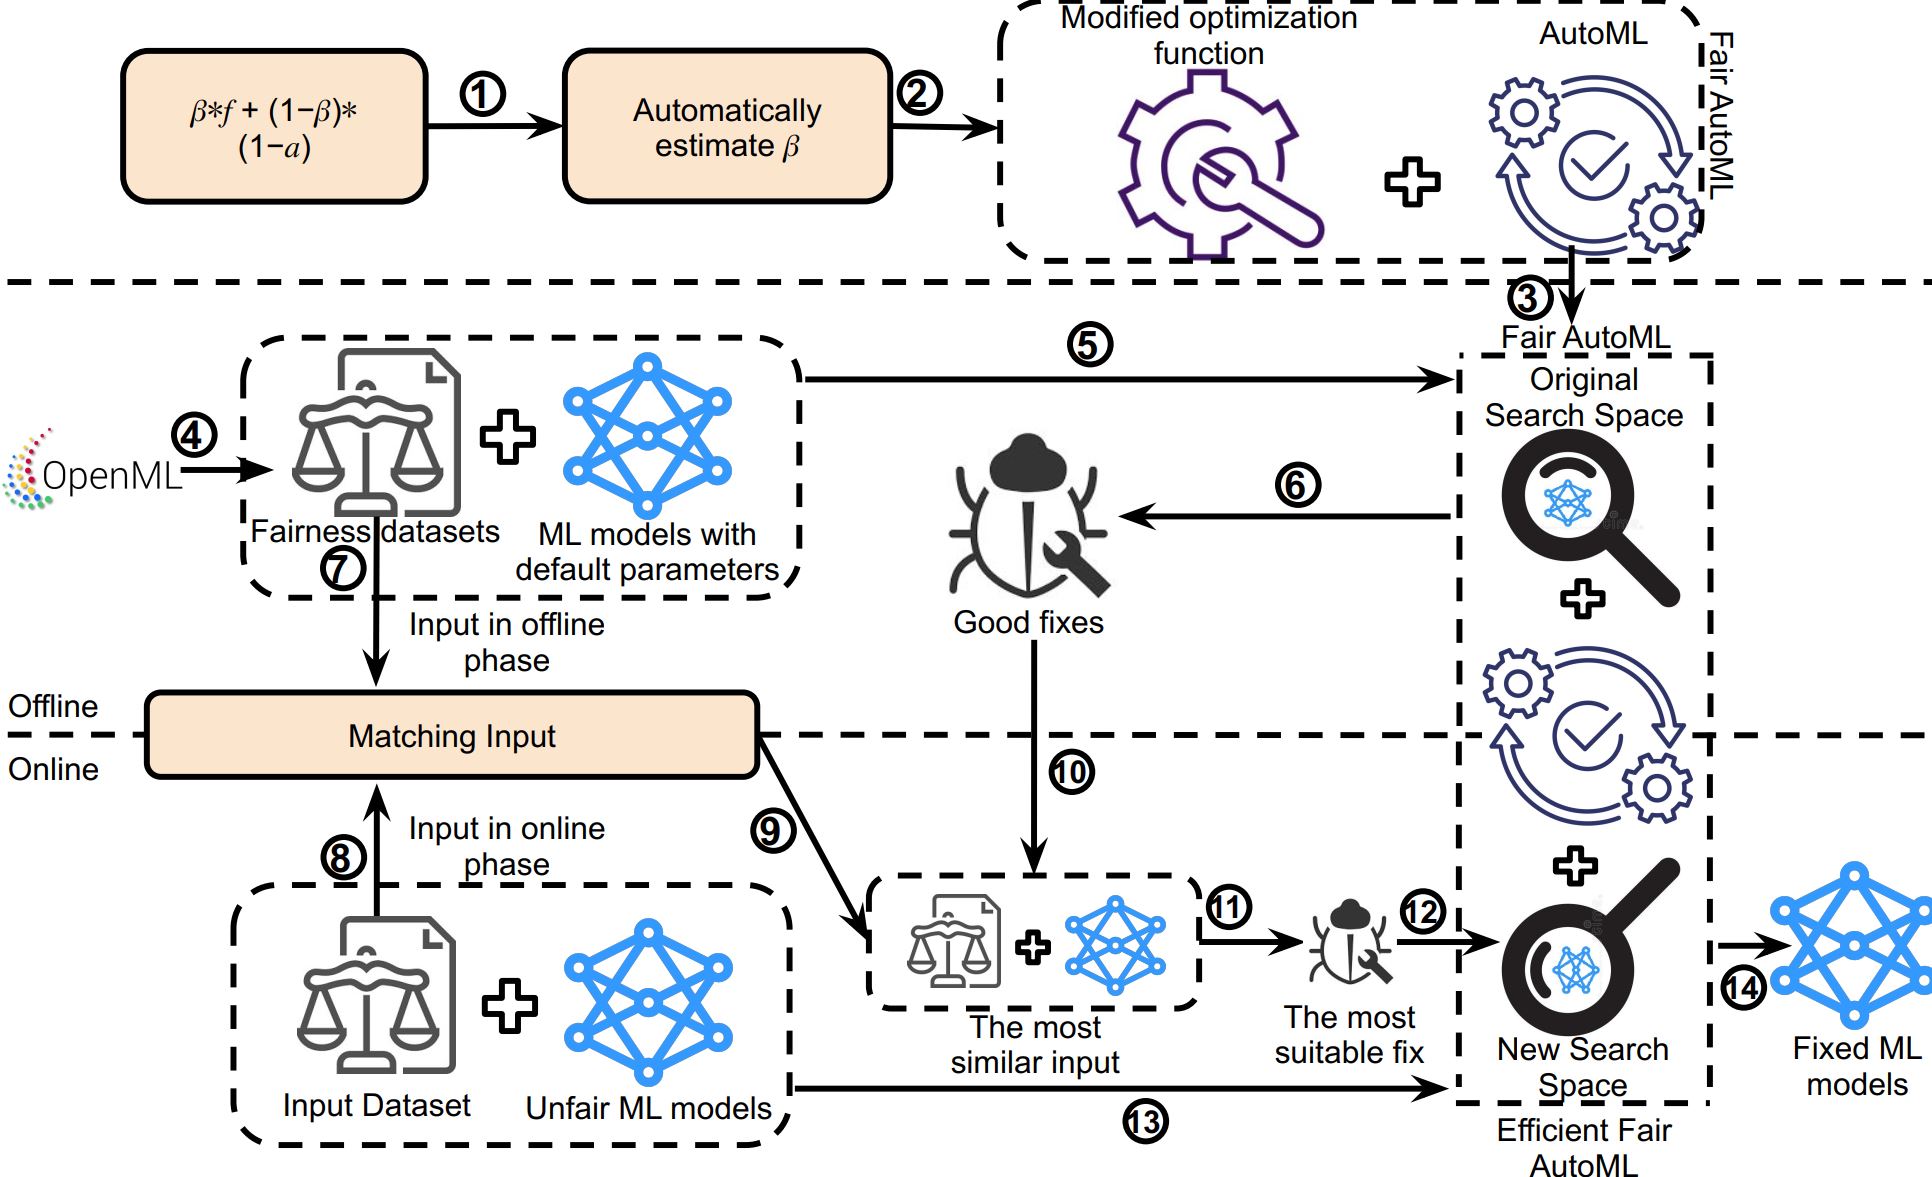 Modified optimization
function
AutoML
Fair AutoML
β*f + (1−β)*
(1−a)
1
Automatically
estimate β
2
3
Fair AutoML
Original
Search Space
5
4
OpenML
Fairness datasets
ML models with
default parameters
6
7
Good fixes
Input in offline
phase
Offline
Matching Input
Online
10
9
8
Input in online
phase
11
12
14
The most
similar input
The most
suitable fix
New Search
Space
Fixed ML
models
Input Dataset
Unfair ML models
13
Efficient Fair
AutoML